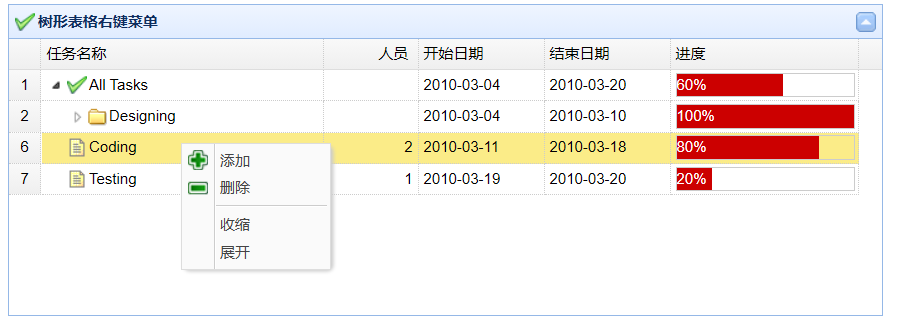 树形表格右键菜单
任务名称 人员 开始日期 结束日期 进度
1 All Tasks 2010-03-04 2010-03-20 60%
2 Designing 2010-03-04 2010-03-10 100%
6 Coding 2 2010-03-11 2010-03-18 80%
7 Testing 1 2010-03-19 2010-03-20 20%
添加
删除
收缩
展开